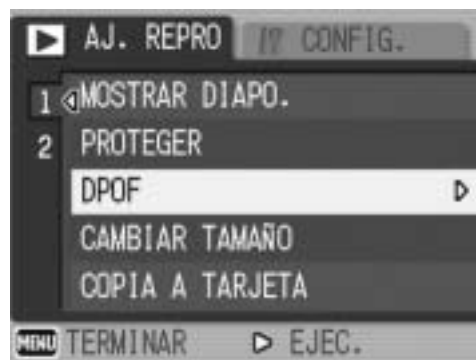 AJ. REPRO CONFIG.
1 MOSTRAR DIAPO.
2 PROTEGER
DPOF
CAMBIAR TAMAÑO
COPIA A TARJETA
MENU TERMINAR EJEC.